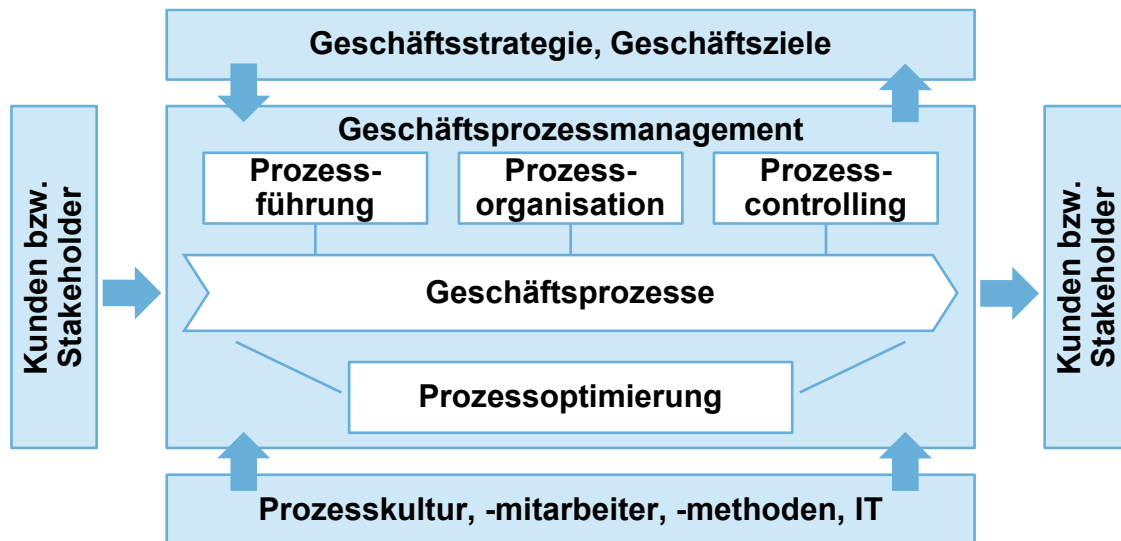 Geschäftsstrategie, Geschäftsziele
Kunden bzw.
Stakeholder
Geschäftsprozessmanagement
Prozess-
führung
Prozess-
organisation
Prozess-
controlling
Geschäftsprozesse
Prozessoptimierung
Kunden bzw.
Stakeholder
Prozesskultur, -mitarbeiter, -methoden, IT